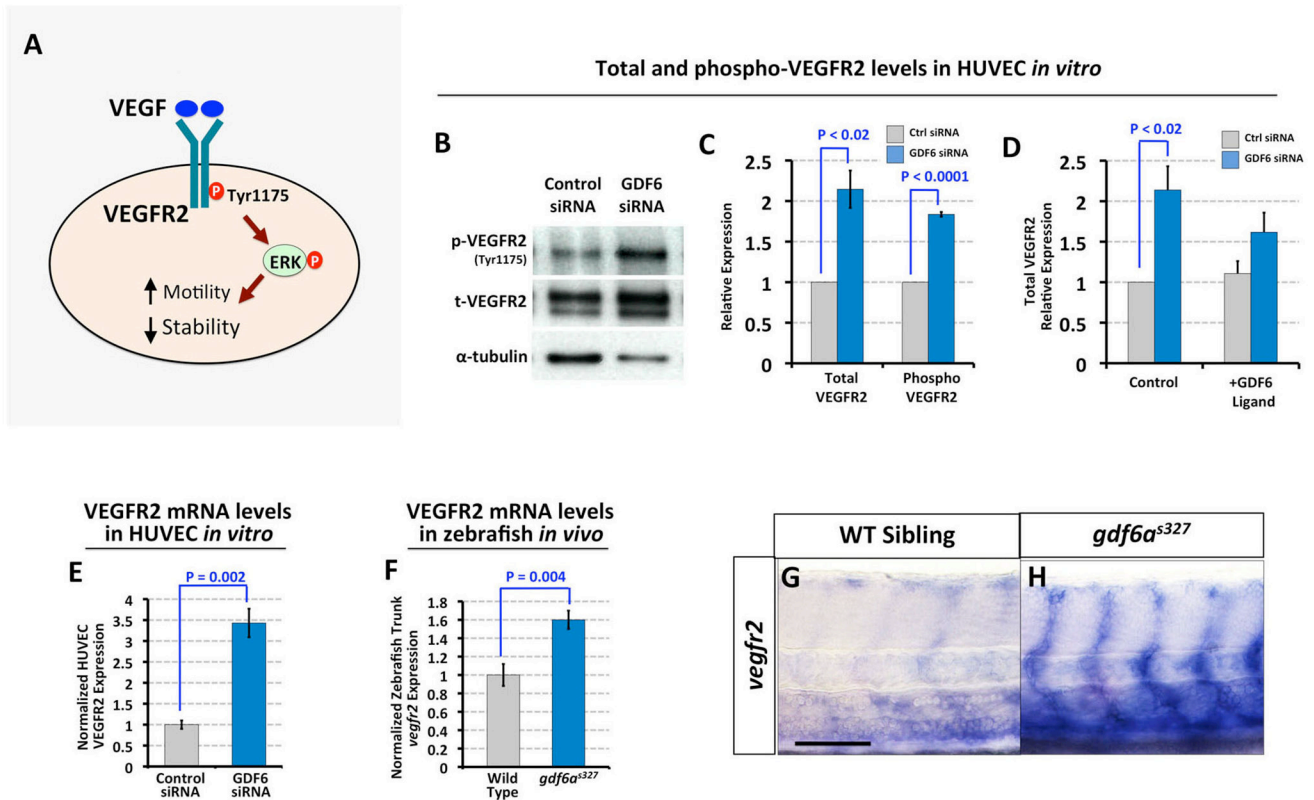 A
VEGF
VEGFR2
P
Tyr1175
ERK
P
Motility
Stability
Total and phospho-VEGFR2 levels in HUVEC in vitro
B
Control siRNA
GDF6 siRNA
p-VEGFR2
(Tyr1175)
t-VEGFR2
α-tubulin
C
P < 0.02
Ctrl siRNA
GDF6 siRNA
P < 0.0001
Relative Expression
2.5
2
1.5
1
0.5
0
Total
VEGFR2
Phospho
VEGFR2
D
P < 0.02
Ctrl siRNA
GDF6 siRNA
Total VEGFR2
Relative Expression
2.5
2
1.5
1
0.5
0
Control
+GDF6
Ligand
VEGFR2 mRNA levels
in HUVEC in vitro
E
P = 0.002
Normalized HUVEC
VEGFR2 Expression
4
3.5
3
2.5
2
1.5
1
0.5
0
Control
siRNA
GDF6
siRNA
VEGFR2 mRNA levels
in zebrafish in vivo
F
P = 0.004
Normalized Zebrafish Trunk
vegfr2 Expression
1.8
1.6
1.4
1.2
1
0.8
0.6
0.4
0.2
0
Wild
Type
gdf6a^s327
WT Sibling
gdf6a^s327
vegfr2
G
H